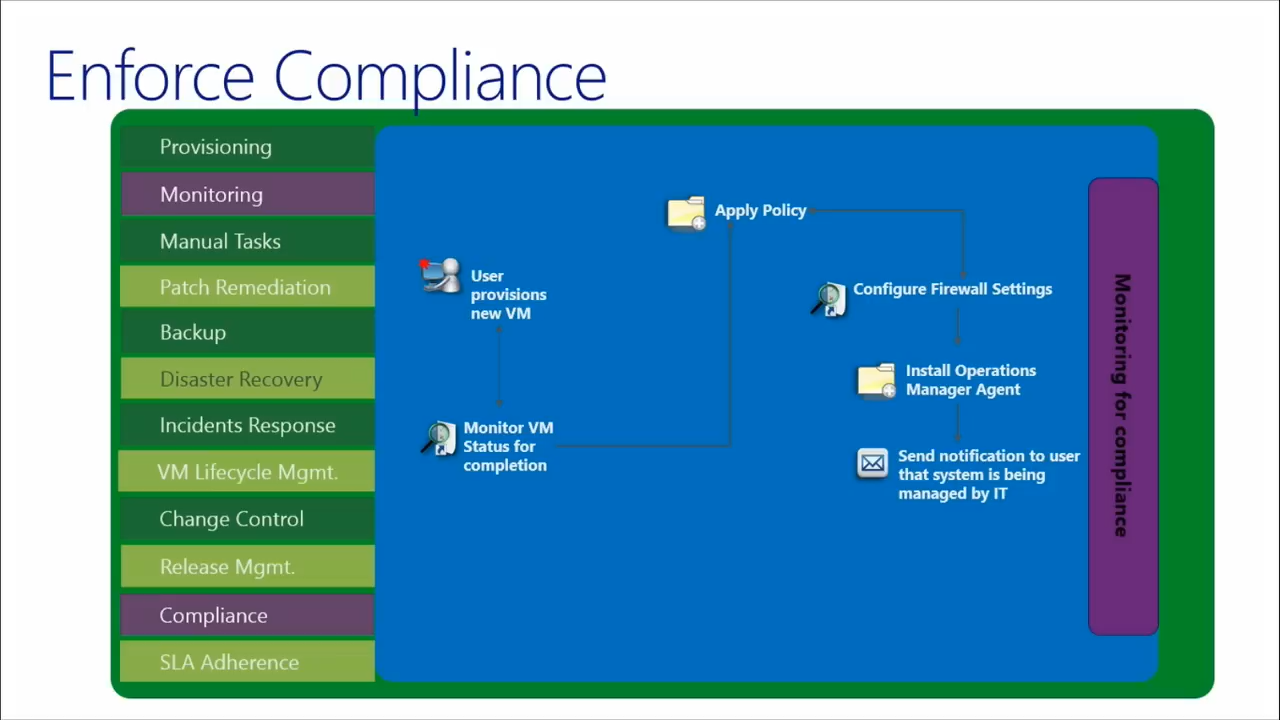 Enforce Compliance
Provisioning
Monitoring
Manual Tasks
Patch Remediation
Backup
Disaster Recovery
Incidents Response
VM Lifecycle Mgmt.
Change Control
Release Mgmt.
Compliance
SLA Adherence
User
provisions
new VM
Monitor VM
Status for
completion
Apply Policy
Configure Firewall Settings
Install Operations
Manager Agent
Send notification to user
that system is being
managed by IT
Monitoring for compliance